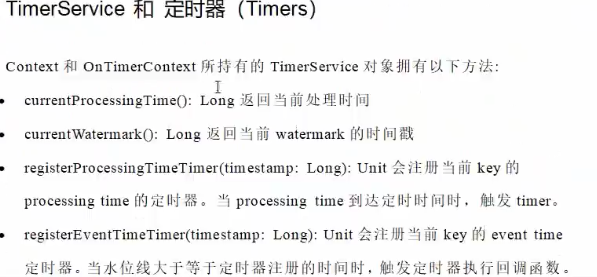 TimerService 和 定时器（Timers）
Context 和 OnTimerContext 所持有的 TimerService 对象拥有以下方法:
• currentProcessingTime(): Long 返回当前处理时间
• currentWatermark(): Long 返回当前 watermark 的时间戳
• registerProcessingTimeTimer(timestamp: Long): Unit 会注册当前 key 的
processing time 的定时器。当 processing time 到达定时时间时，触发 timer。
• registerEventTimeTimer(timestamp: Long): Unit 会注册当前 key 的 event time
定时器。当水位线大于等于定时器注册的时间时，触发定时器执行回调函数。